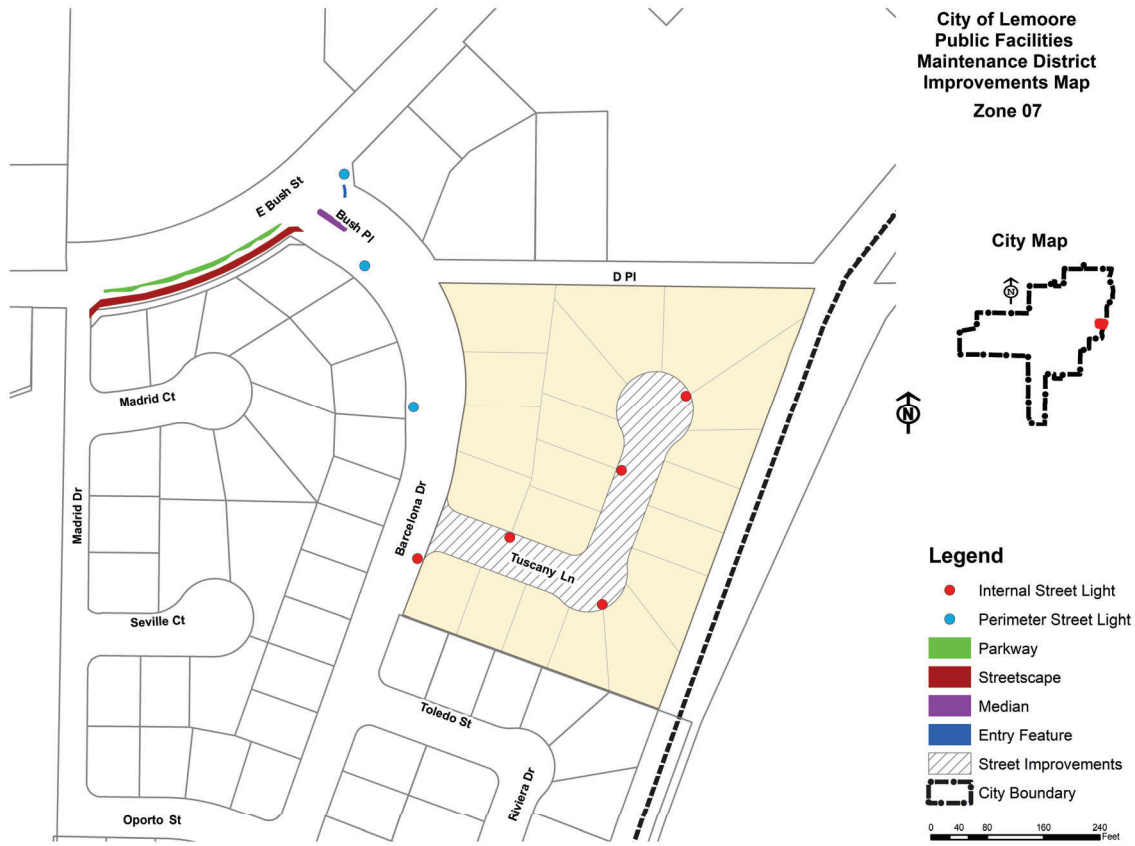 City of Lemoore
Public Facilities
Maintenance District
Improvements Map
Zone 07
E Bush St
Bush Pl
D Pl
City Map
N
Madrid Ct
N
Madrid Dr
Barcelona Dr
Tuscany Ln
Seville Ct
Toledo St
Riviera Dr
Oporto St
Legend
Internal Street Light
Perimeter Street Light
Parkway
Streetscape
Median
Entry Feature
Street Improvements
City Boundary
0 40 80 160 240
Feet